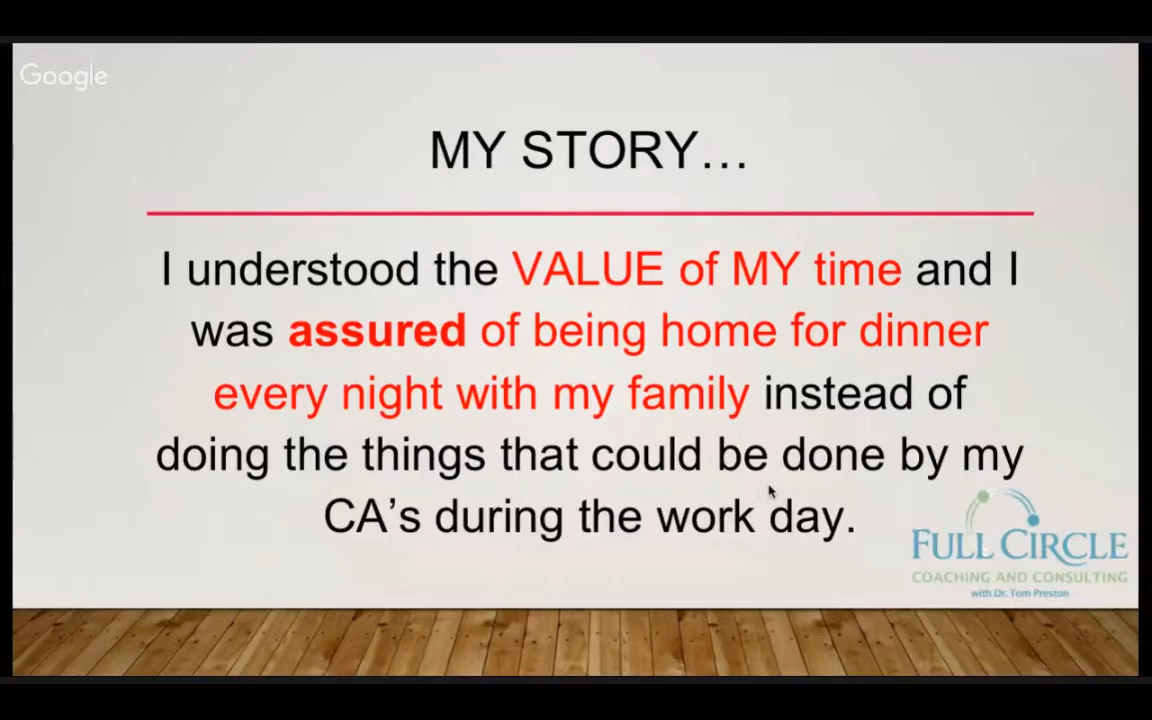 Google
MY STORY…
I understood the VALUE of MY time and I
was assured of being home for dinner
every night with my family instead of
doing the things that could be done by my
CA’s during the work day.
FULL CIRCLE
COACHING AND CONSULTING
with Dr. Tom Preston